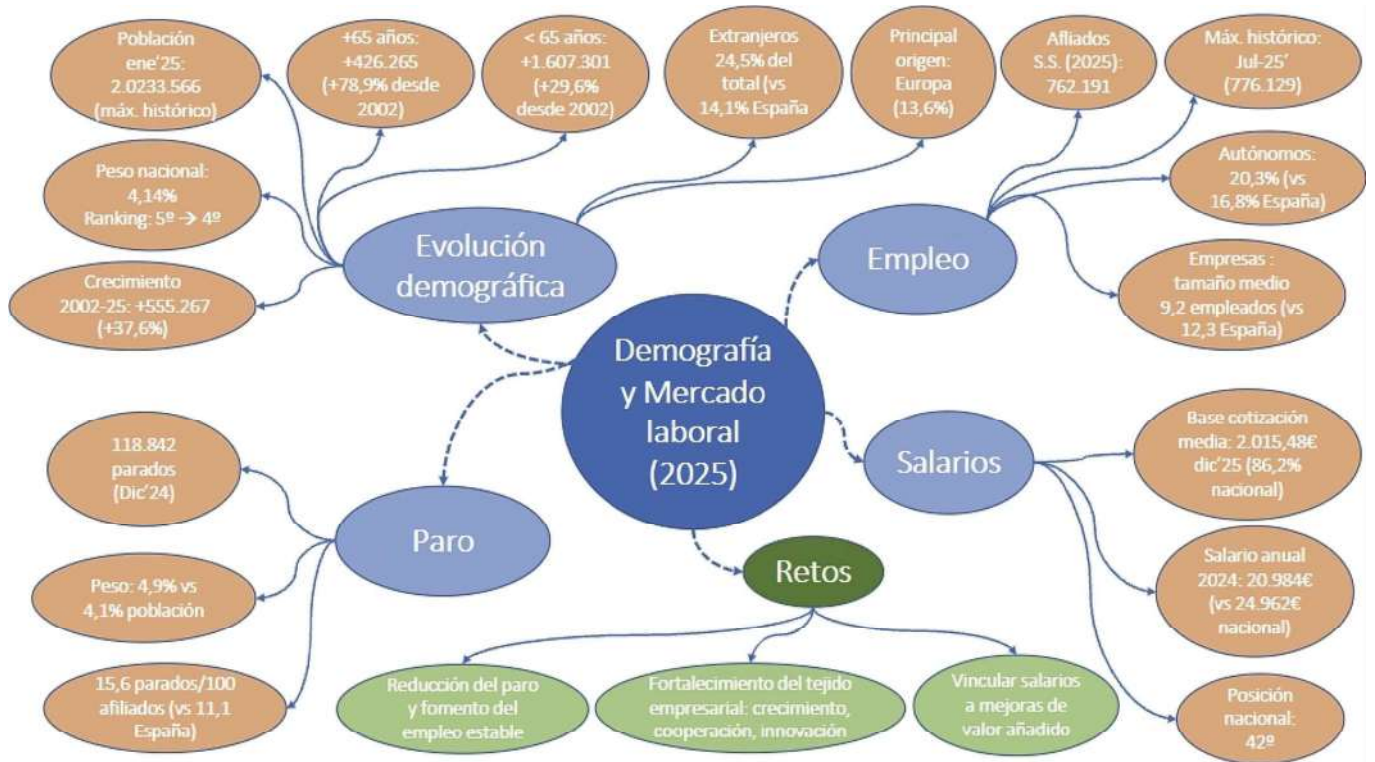 Población
ene'25:
2.0233.566
(máx. histórico)
+65 años:
+426.265
(+78,9% desde
2002)
< 65 años:
+1.607.301
(+29,6%
desde 2002)
Extranjeros
24,5% del
total (vs
14,1% España
Principal
origen:
Europa
(13,6%)
Afliados
S.S. (2025):
762.191
Máx. histórico:
Jul-25'
(776.129)
Peso nacional:
4,14%
Ranking: 5º → 4º
Autónomos:
20,3% (vs
16,8% España)
Evolución
demográfica
Empleo
Crecimiento
2002-25: +555.267
(+37,6%)
Empresas :
tamaño medio
9,2 empleados (vs
12,3 España)
Demografía
y Mercado
laboral
(2025)
118.842
parados
(Dic'24)
Salarios
Base cotización
media: 2.015,48€
dic'25 (86,2%
nacional)
Paro
Retos
Peso: 4,9% vs
4,1% población
Salario anual
2024: 20.984€
(vs 24.962€
nacional)
15,6 parados/100
afiliados (vs 11,1
España)
Reducción del paro
y fomento del
empleo estable
Fortalecimiento del tejido
empresarial: crecimiento,
cooperación, innovación
Vincular salarios
a mejoras de
valor añadido
Posición
nacional:
42º